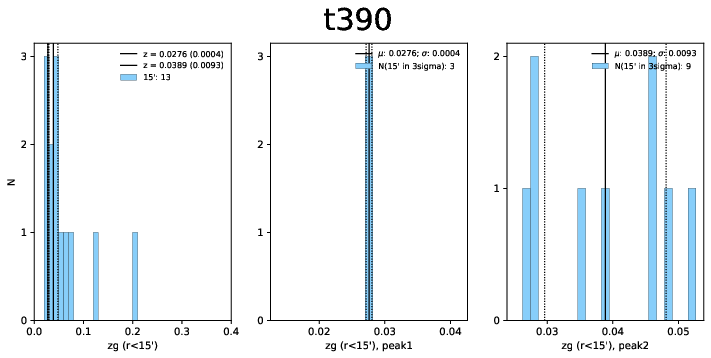 t390
z = 0.0276 (0.0004)
z = 0.0389 (0.0093)
15': 13
μ: 0.0276; σ: 0.0004
N(15' in 3sigma): 3
μ: 0.0389; σ: 0.0093
N(15' in 3sigma): 9
N
3
2
1
0
3
2
1
0
2
1
0
0.0
0.1
0.2
0.3
0.4
0.02
0.03
0.04
0.03
0.04
0.05
zg (r<15')
zg (r<15'), peak1
zg (r<15'), peak2